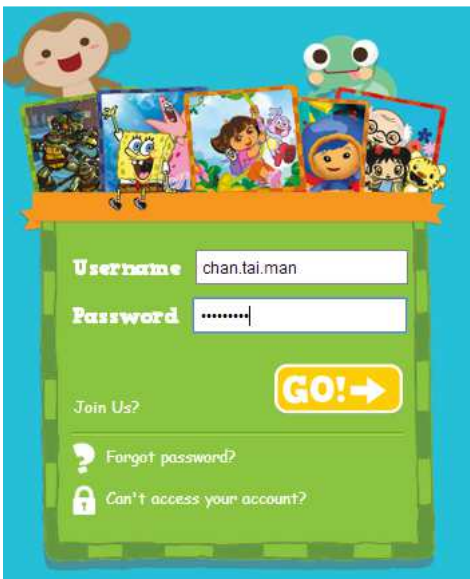 Username chan.tai.man
Password •••••••••
GO!
Join Us?
Forgot password?
Can't access your account?